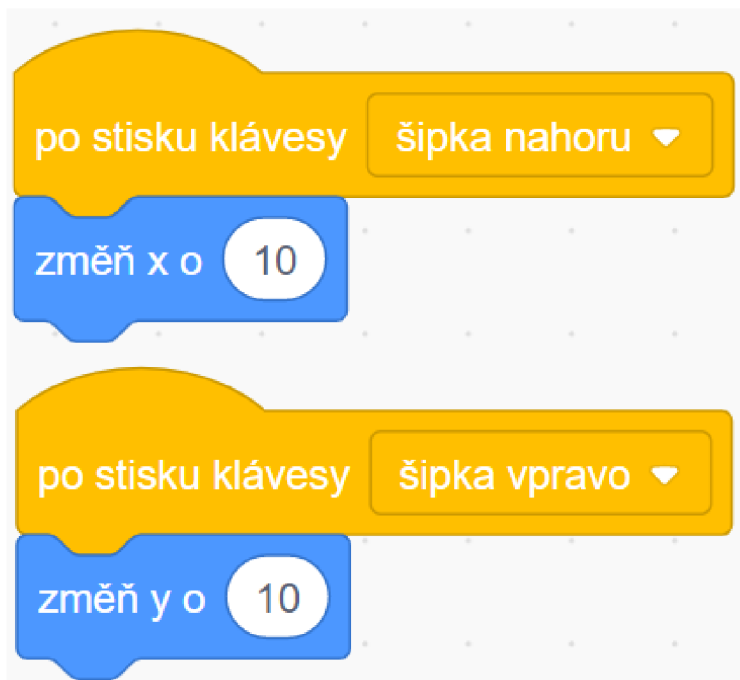 po stisku klávesy šipka nahoru
změň x o 10
po stisku klávesy šipka vpravo
změň y o 10